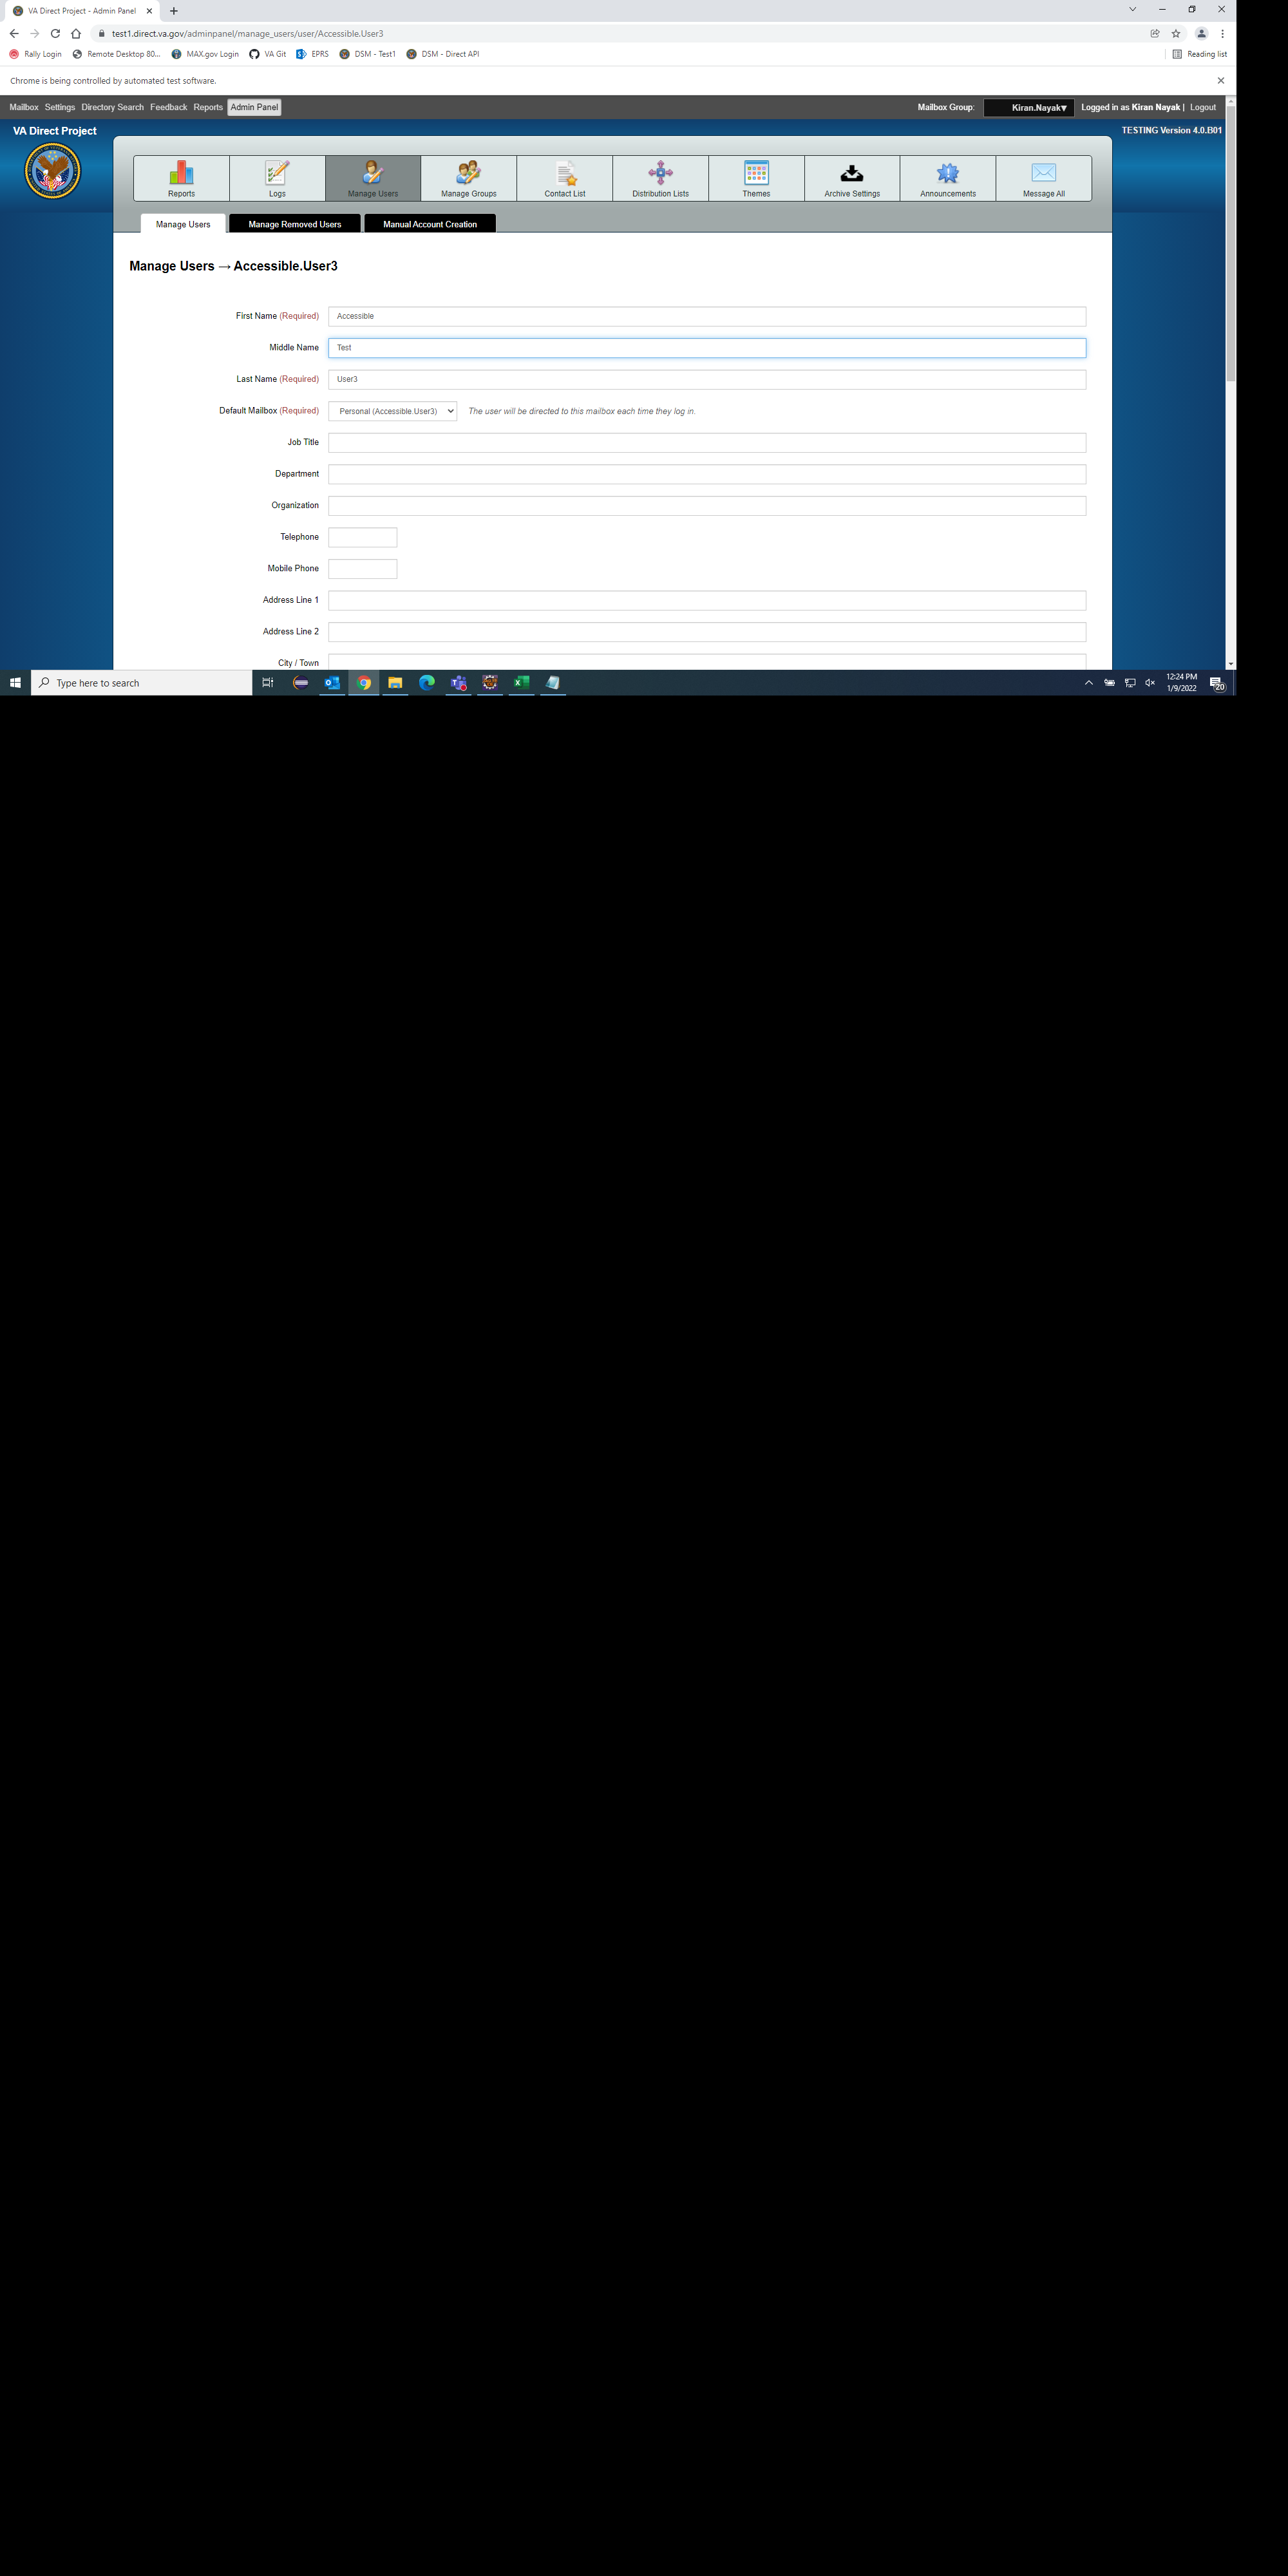 VA Direct Project - Admin Panel
test1.direct.va.gov/adminpanel/manage_users/user/Accessible.User3
Rally Login Remote Desktop 80... MAX.gov Login VA Git EPRS DSM - Test1 DSM - Direct API Reading list
Chrome is being controlled by automated test software.
Mailbox Settings Directory Search Feedback Reports Admin Panel Mailbox Group: Kiran.Nayak▾ Logged in as Kiran Nayak | Logout
VA Direct Project TESTING Version 4.0.B01
Reports Logs Manage Users Manage Groups Contact List Distribution Lists Themes Archive Settings Announcements Message All
Manage Users Manage Removed Users Manual Account Creation
Manage Users → Accessible.User3
First Name (Required) Accessible
Middle Name Test
Last Name (Required) User3
Default Mailbox (Required) Personal (Accessible.User3) The user will be directed to this mailbox each time they log in.
Job Title
Department
Organization
Telephone
Mobile Phone
Address Line 1
Address Line 2
City / Town
Type here to search
12:24 PM
1/9/2022
20